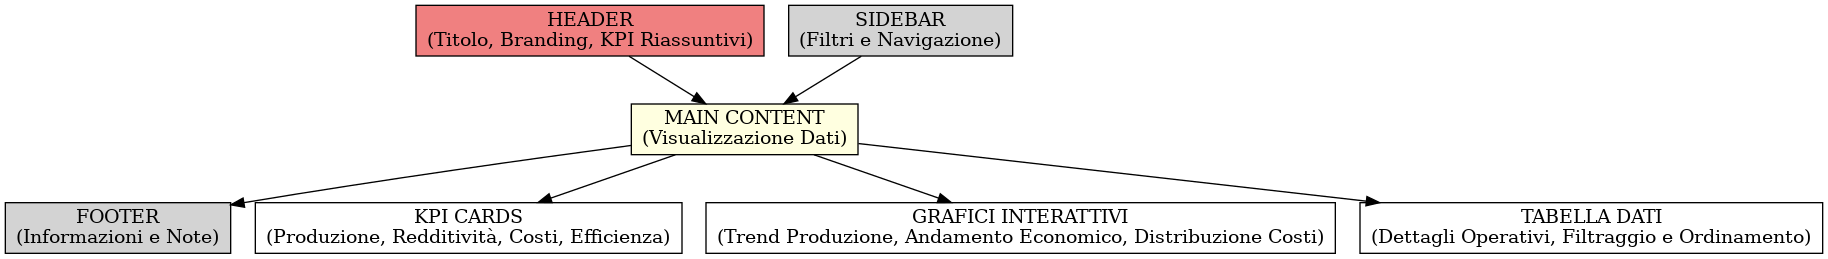 HEADER
(Titolo, Branding, KPI Riassuntivi)
SIDEBAR
(Filtri e Navigazione)
MAIN CONTENT
(Visualizzazione Dati)
FOOTER
(Informazioni e Note)
KPI CARDS
(Produzione, Redditività, Costi, Efficienza)
GRAFICI INTERATTIVI
(Trend Produzione, Andamento Economico, Distribuzione Costi)
TABELLA DATI
(Dettagli Operativi, Filtraggio e Ordinamento)